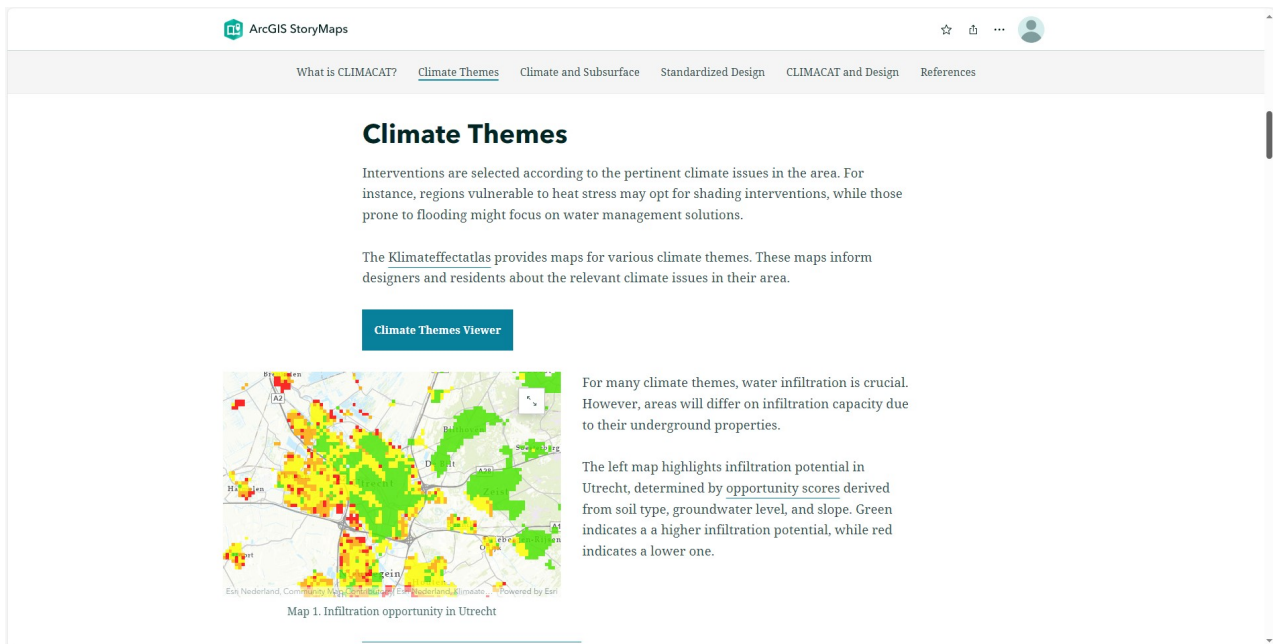 ArcGIS StoryMaps
What is CLIMACAT? Climate Themes Climate and Subsurface Standardized Design CLIMACAT and Design References
Climate Themes
Interventions are selected according to the pertinent climate issues in the area. For
instance, regions vulnerable to heat stress may opt for shading interventions, while those
prone to flooding might focus on water management solutions.
The Klimateffectatlas provides maps for various climate themes. These maps inform
designers and residents about the relevant climate issues in their area.
Climate Themes Viewer
A2
Zeist
For many climate themes, water infiltration is crucial.
However, areas will differ on infiltration capacity due
to their underground properties.
The left map highlights infiltration potential in
Utrecht, determined by opportunity scores derived
from soil type, groundwater level, and slope. Green
indicates a a higher infiltration potential, while red
indicates a lower one.
Powered by Esri
Map 1. Infiltration opportunity in Utrecht